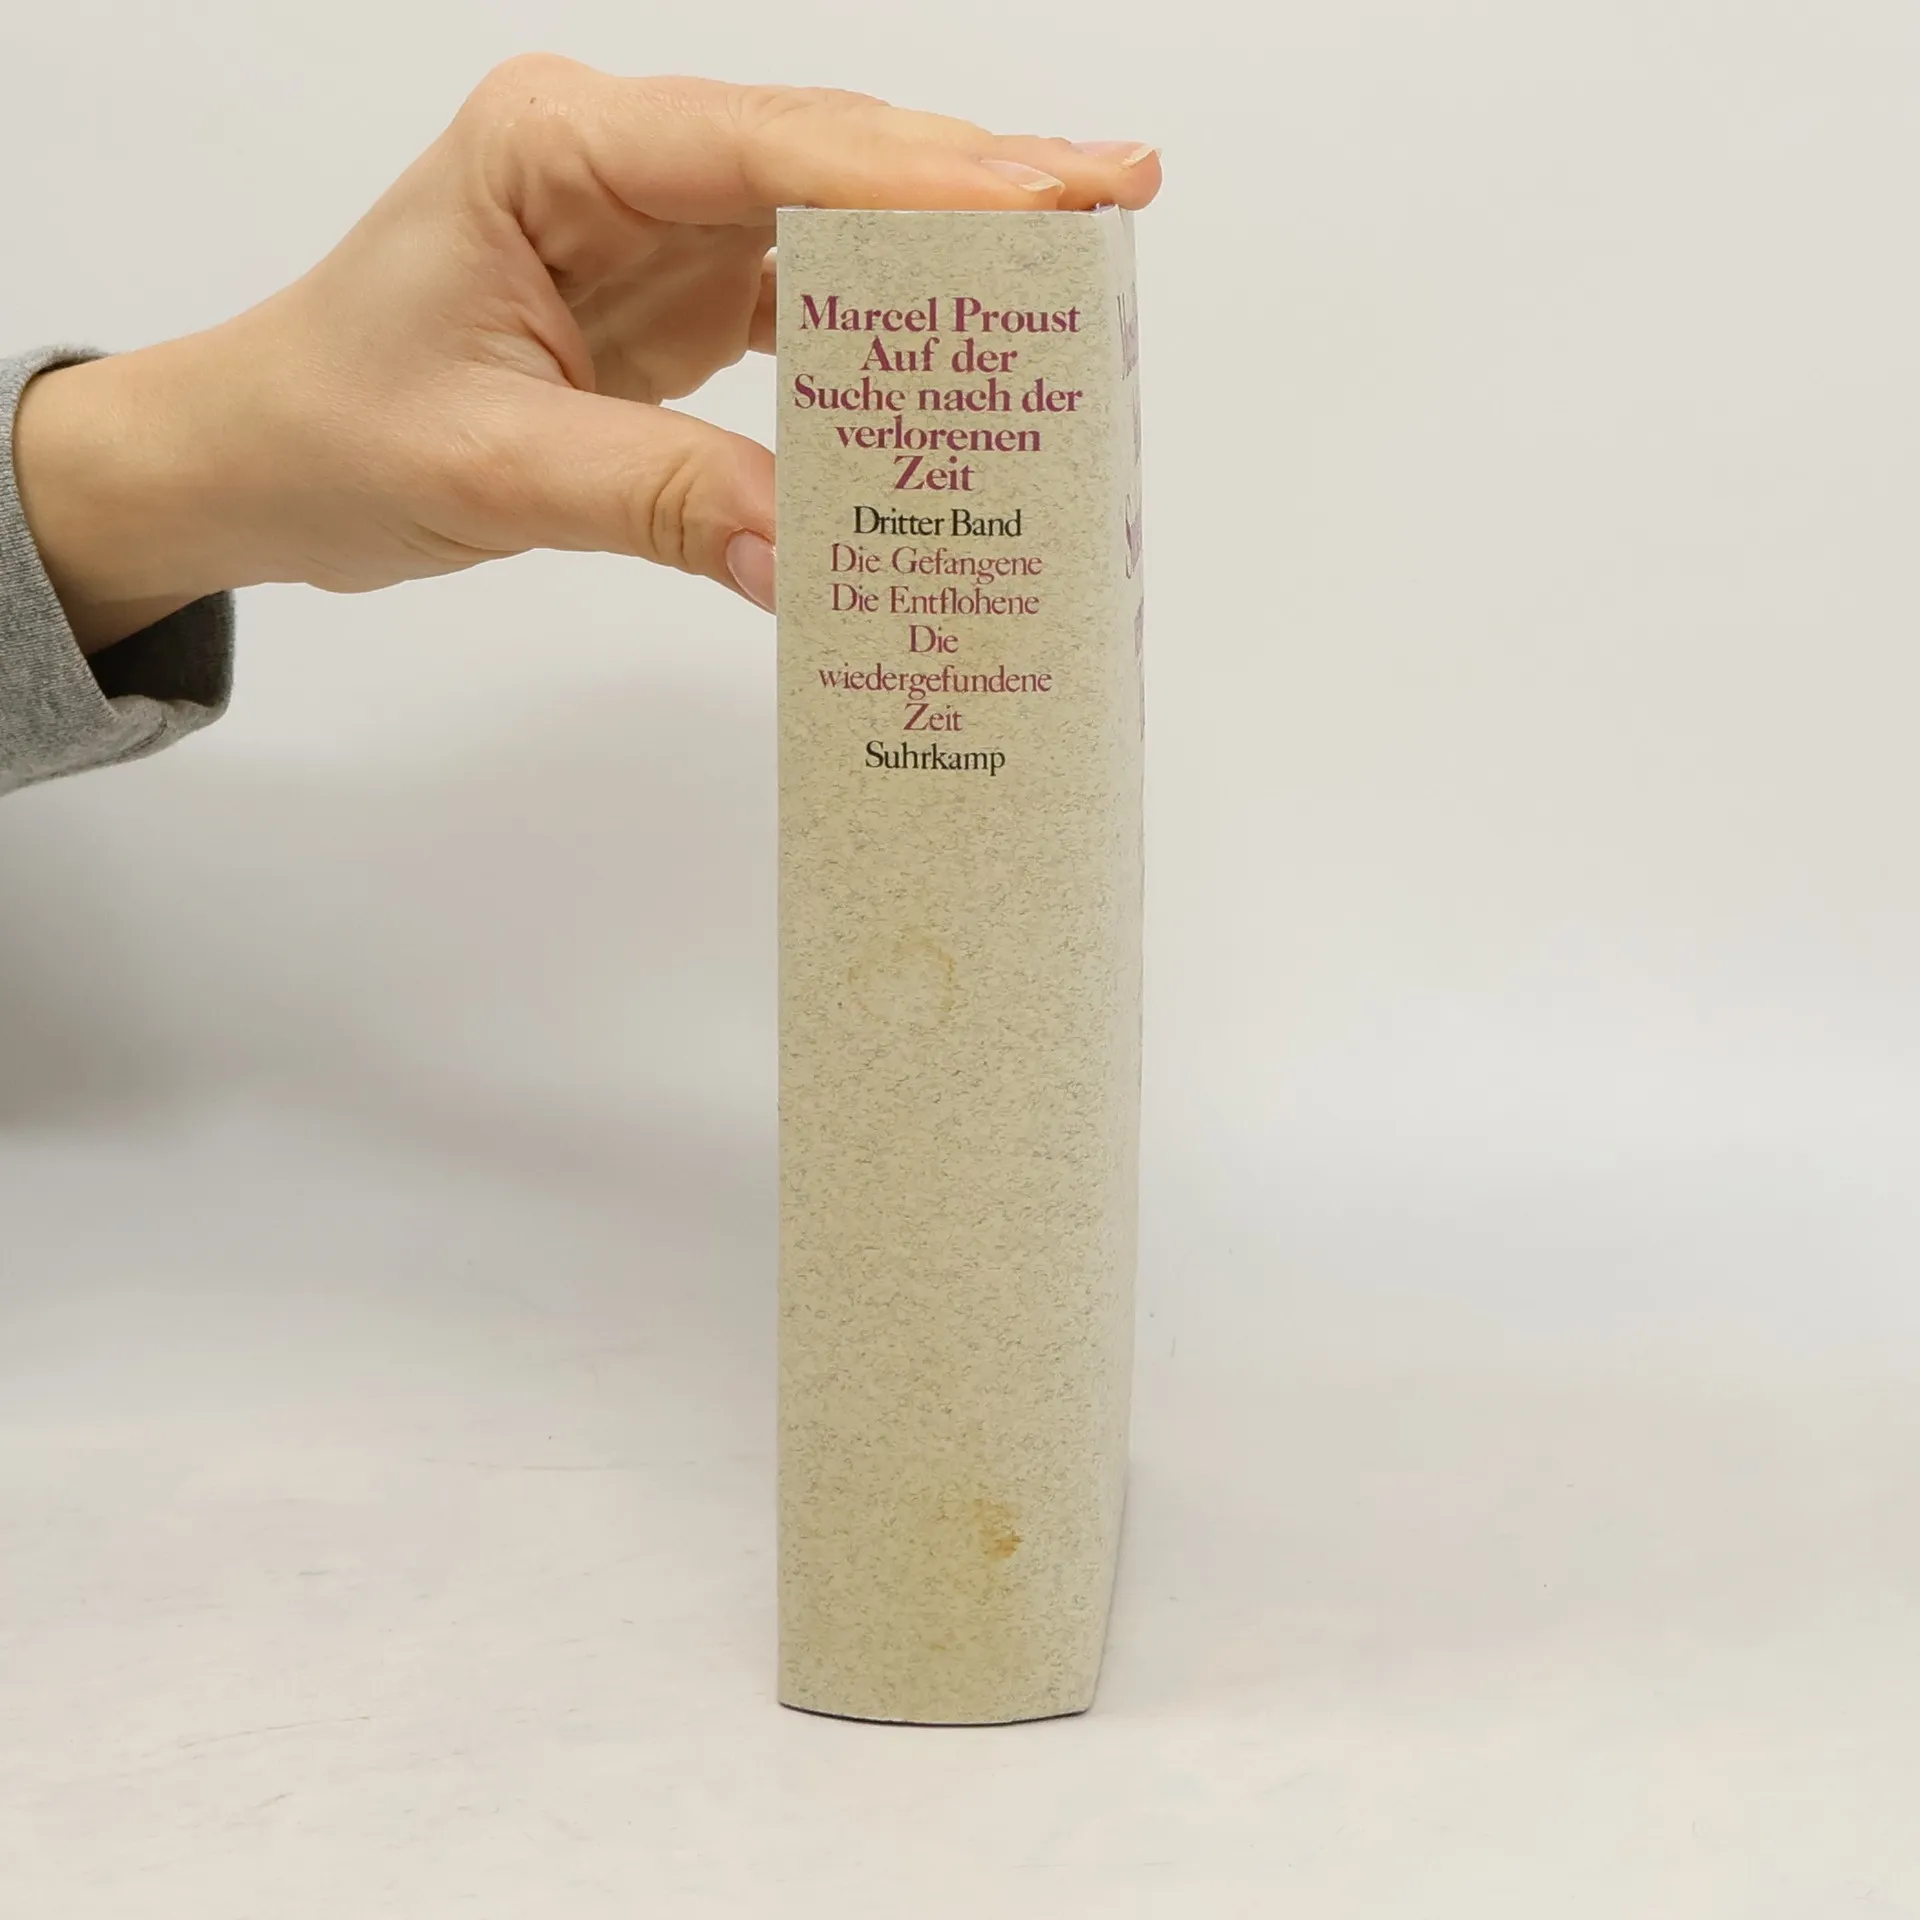 Marcel Proust
Auf der
Suche nach der
verlorenen
Zeit
Dritter Band
Die Gefangene
Die Entflohene
Die
wiedergefundene
Zeit
Suhrkamp